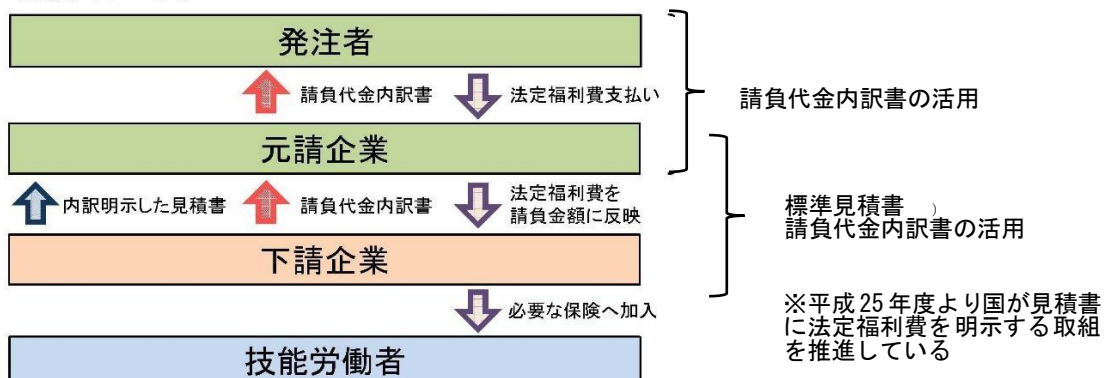 発注者
請負代金内訳書
法定福利費支払い
請負代金内訳書の活用
元請企業
内訳明示した見積書
請負代金内訳書
法定福利費を
請負金額に反映
標準見積書
請負代金内訳書の活用
下請企業
必要な保険へ加入
※平成25年度より国が見積書
に法定福利費を明示する取組
を推進している
技能労働者